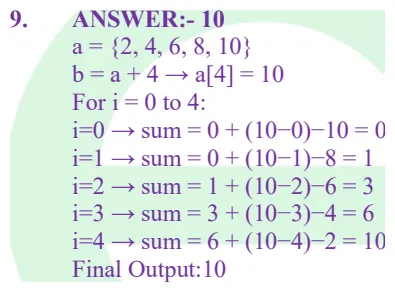 9. ANSWER:- 10
a = {2, 4, 6, 8, 10}
b = a + 4 → a[4] = 10
For i = 0 to 4:
i=0 → sum = 0 + (10−0)−10 = 0
i=1 → sum = 0 + (10−1)−8 = 1
i=2 → sum = 1 + (10−2)−6 = 3
i=3 → sum = 3 + (10−3)−4 = 6
i=4 → sum = 6 + (10−4)−2 = 10
Final Output:10